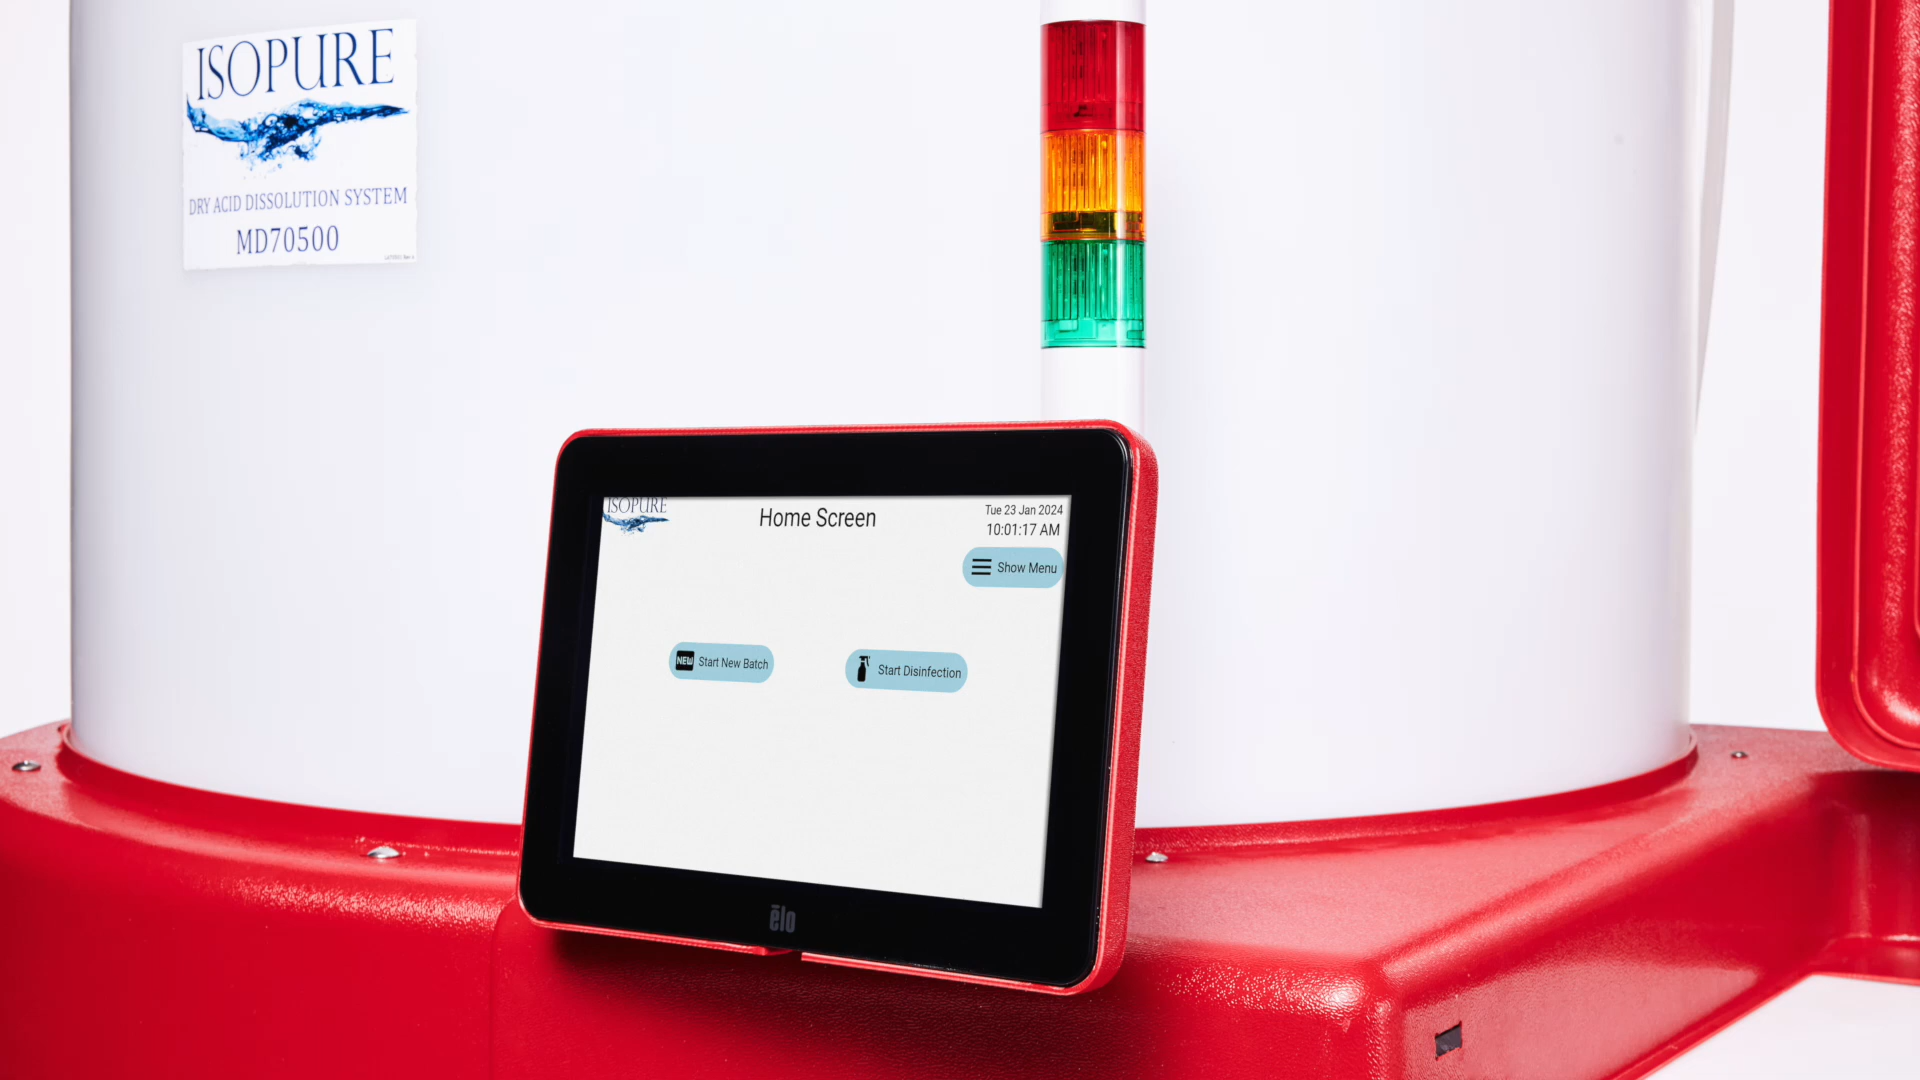 ISOPURE
DRY ACID DISSOLUTION SYSTEM
MD70500
ISOPURE
Home Screen
Tue 23 Jan 2024
10:01:17 AM
Show Menu
NEW Start New Batch
Start Disinfection
ēlo